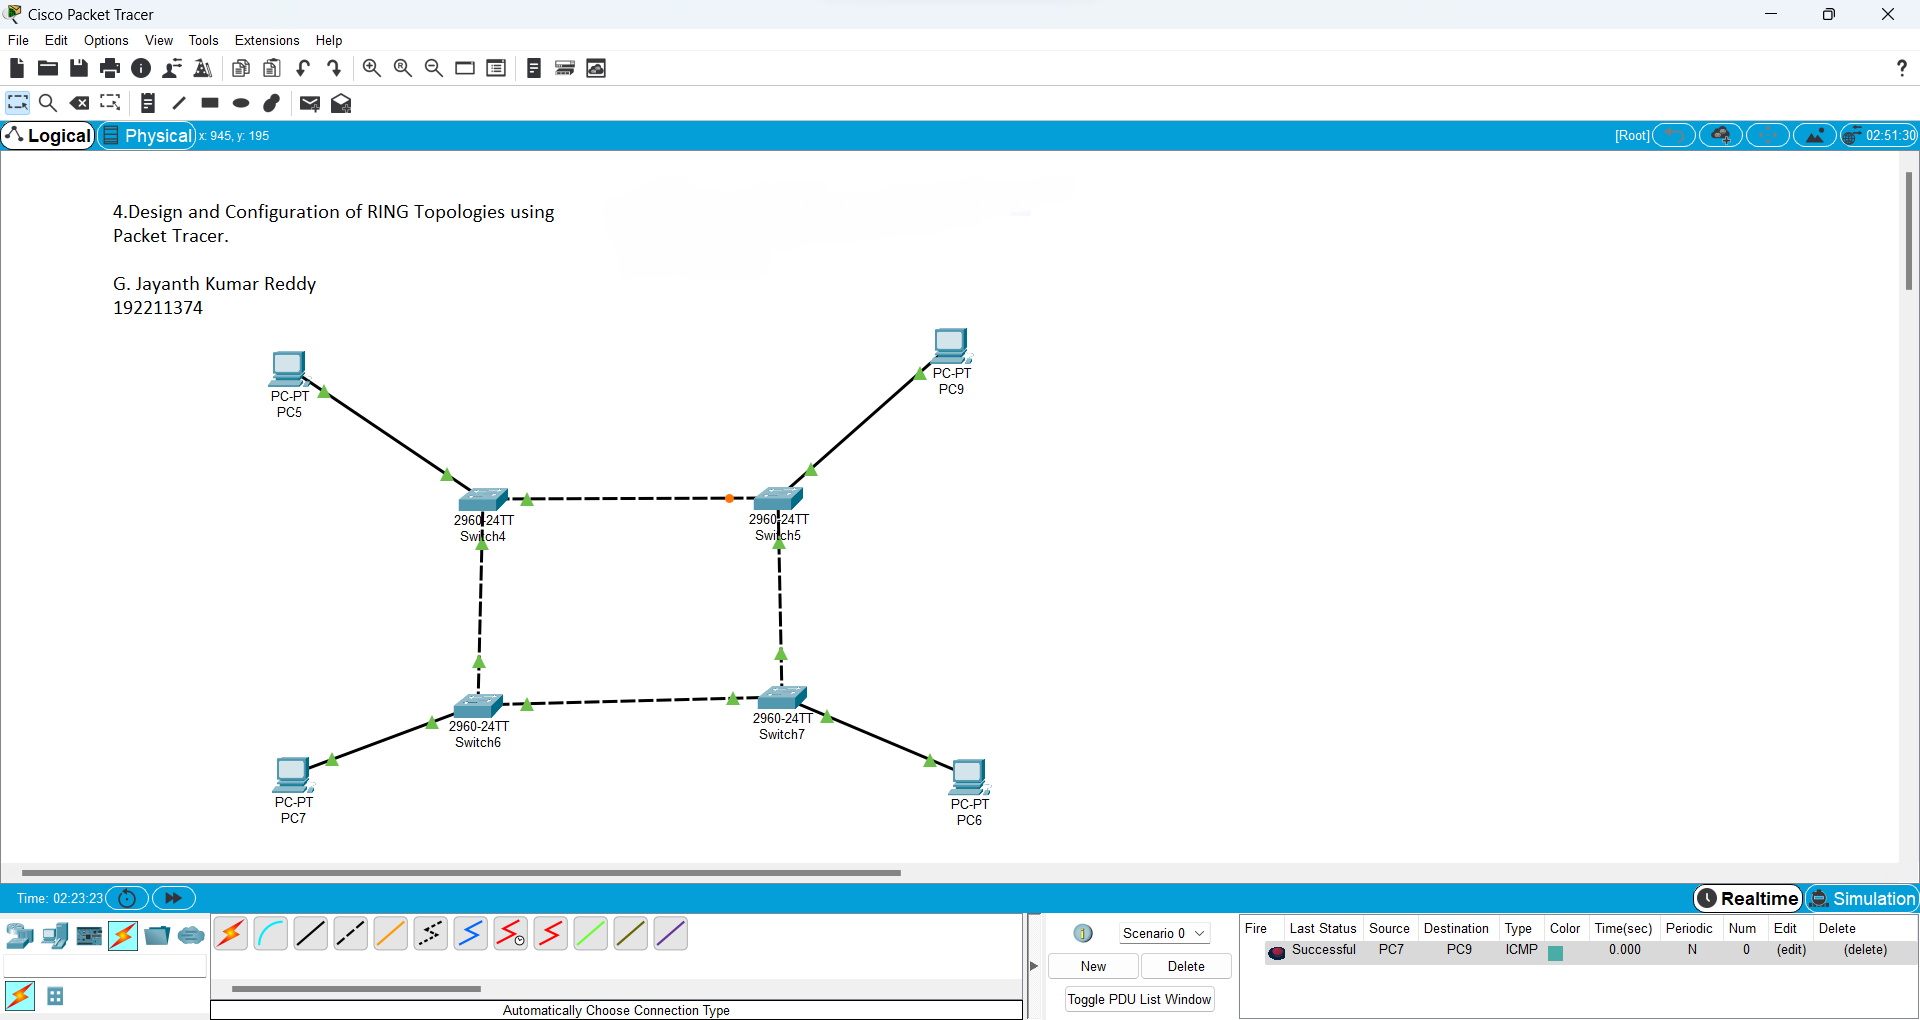 Cisco Packet Tracer
File Edit Options View Tools Extensions Help
?
Logical Physical x: 945, y: 195 [Root] 02:51:30
4.Design and Configuration of RING Topologies using
Packet Tracer.
G. Jayanth Kumar Reddy
192211374
PC-PT
PC9
PC-PT
PC5
2960-24TT
Switch4
2960-24TT
Switch5
2960-24TT
Switch6
2960-24TT
Switch7
PC-PT
PC7
PC-PT
PC6
Time: 02:23:23 Realtime Simulation
Scenario 0
New Delete
Toggle PDU List Window
Fire Last Status Source Destination Type Color Time(sec) Periodic Num Edit Delete
Successful PC7 PC9 ICMP 0.000 N 0 (edit) (delete)
Automatically Choose Connection Type